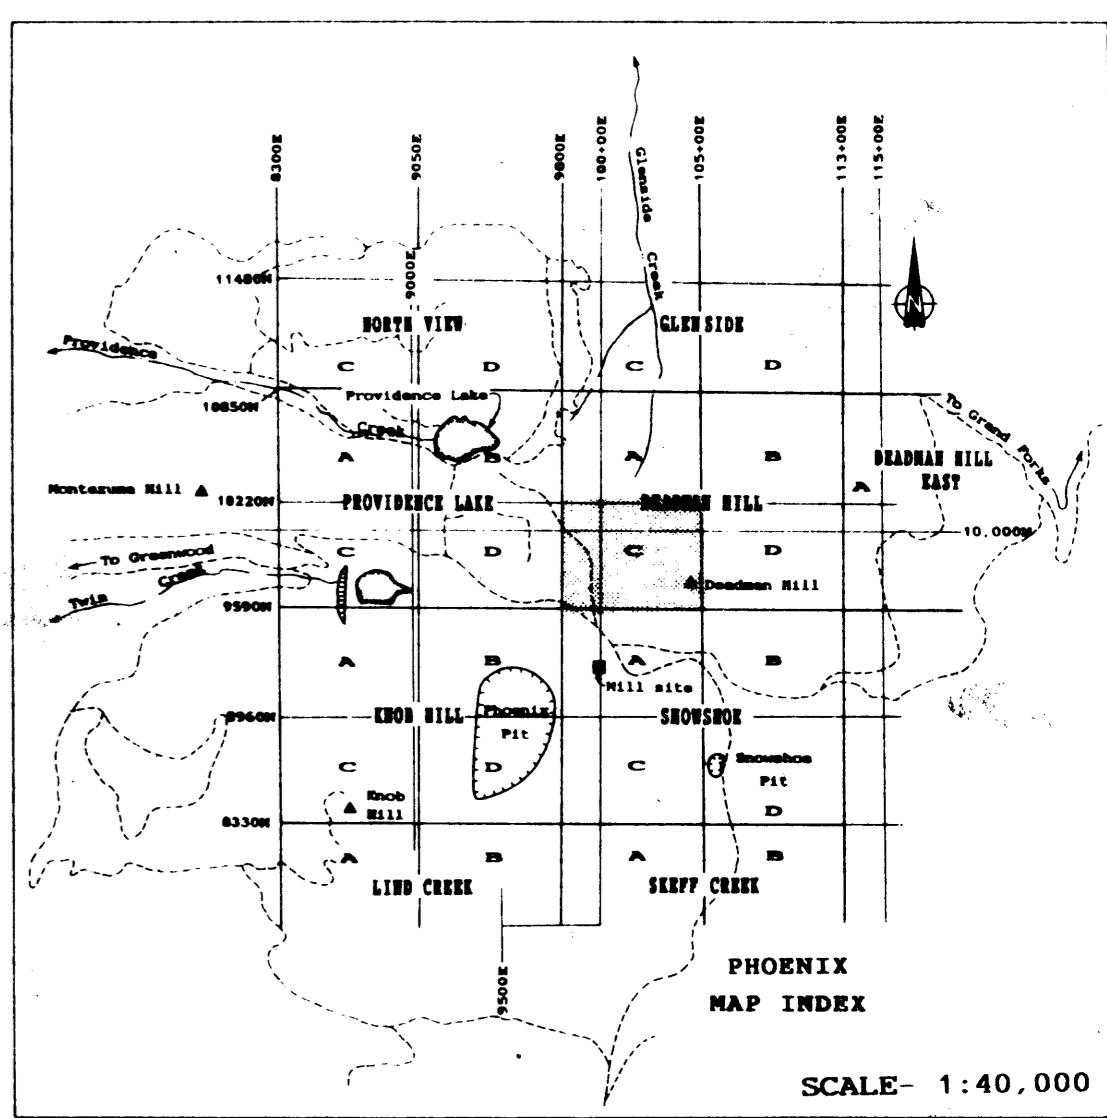 8300E
9050E
9800E
100+00E
105+00E
113+00E
115+00E
Glenside
Creek
9000E
11480N
NORTH VIEW
GLENSIDE
N
Providence
C
D
C
D
Providence Lake
10850N
To Grand Forks
Creek
A
B
A
B
DEADMAN HILL
EAST
A
Montezuma Hill
10220N
PROVIDENCE LAKE
DEADMAN HILL
10,000N
C
D
C
D
To Greenwood
Twin
Creek
Deadman Hill
9590N
A
B
A
B
Mill site
8960N
KNOB HILL
Phoenix
Pit
SNOWSHOE
C
D
C
Snowshoe
Pit
D
Knob
Hill
8330N
A
B
A
B
LIND CREEK
SKEFF CREEK
9500E
PHOENIX
MAP INDEX
SCALE- 1:40,000